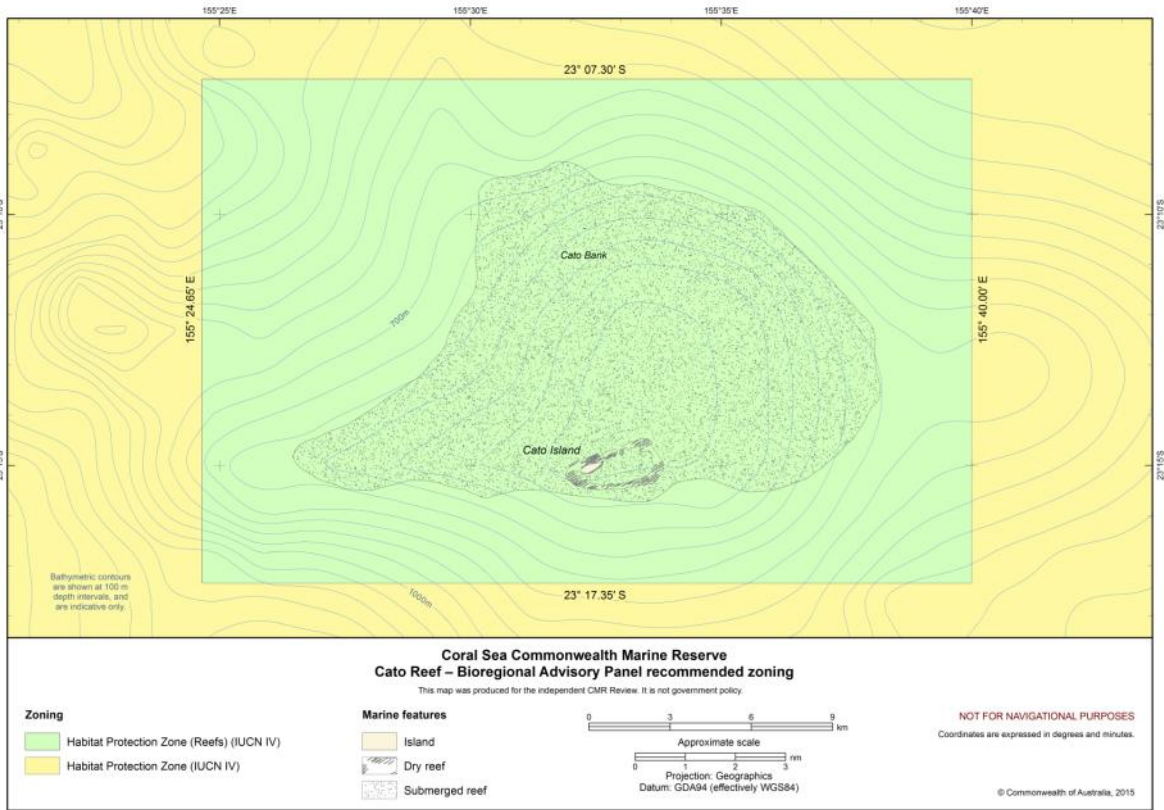 155°25'E 155°30'E 155°35'E 155°40'E
23° 07.30' S
23°10'S
Cato Bank
155° 24.65' E
155° 40.00' E
700m
Cato Island
23°15'S
Bathymetric contours
are shown at 100 m
depth intervals, and
are indicative only.
1000m
23° 17.35' S
Coral Sea Commonwealth Marine Reserve
Cato Reef – Bioregional Advisory Panel recommended zoning
This map was produced for the independent CMR Review. It is not government policy.
Zoning
Habitat Protection Zone (Reefs) (IUCN IV)
Habitat Protection Zone (IUCN IV)
Marine features
Island
Dry reef
Submerged reef
0 3 6 9
km
Approximate scale
nm
0 1 2 3
Projection: Geographics
Datum: GDA94 (effectively WGS84)
NOT FOR NAVIGATIONAL PURPOSES
Coordinates are expressed in degrees and minutes.
© Commonwealth of Australia, 2015